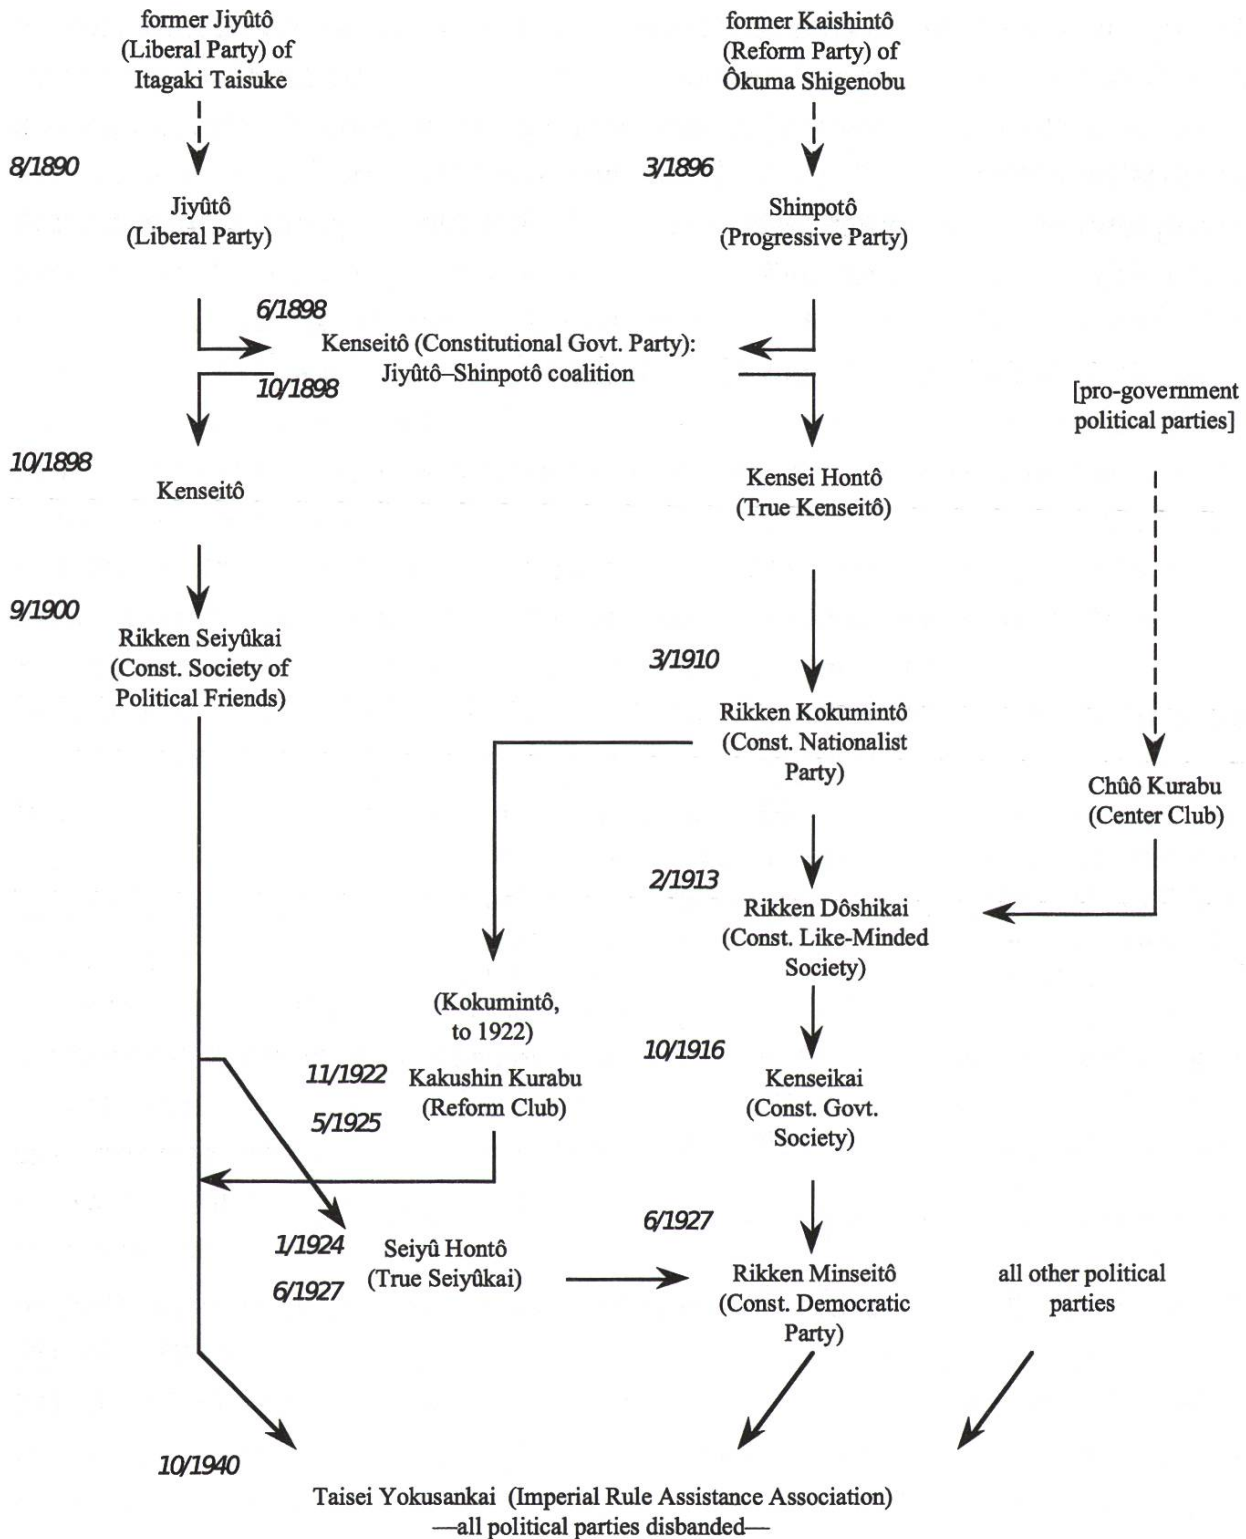 former Jiyûtô
(Liberal Party) of
Itagaki Taisuke
former Kaishintô
(Reform Party) of
Ôkuma Shigenobu
8/1890
3/1896
Jiyûtô
(Liberal Party)
Shinpotô
(Progressive Party)
6/1898
Kenseitô (Constitutional Govt. Party):
Jiyûtô–Shinpotô coalition
10/1898
[pro-government
political parties]
10/1898
Kenseitô
Kensei Hontô
(True Kenseitô)
9/1900
Rikken Seiyûkai
(Const. Society of
Political Friends)
3/1910
Rikken Kokumintô
(Const. Nationalist
Party)
Chûô Kurabu
(Center Club)
2/1913
Rikken Dôshikai
(Const. Like-Minded
Society)
(Kokumintô,
to 1922)
11/1922
Kakushin Kurabu
(Reform Club)
5/1925
10/1916
Kenseikai
(Const. Govt.
Society)
1/1924
Seiyû Hontô
(True Seiyûkai)
6/1927
6/1927
Rikken Minseitô
(Const. Democratic
Party)
all other political
parties
10/1940
Taisei Yokusankai (Imperial Rule Assistance Association)
—all political parties disbanded—